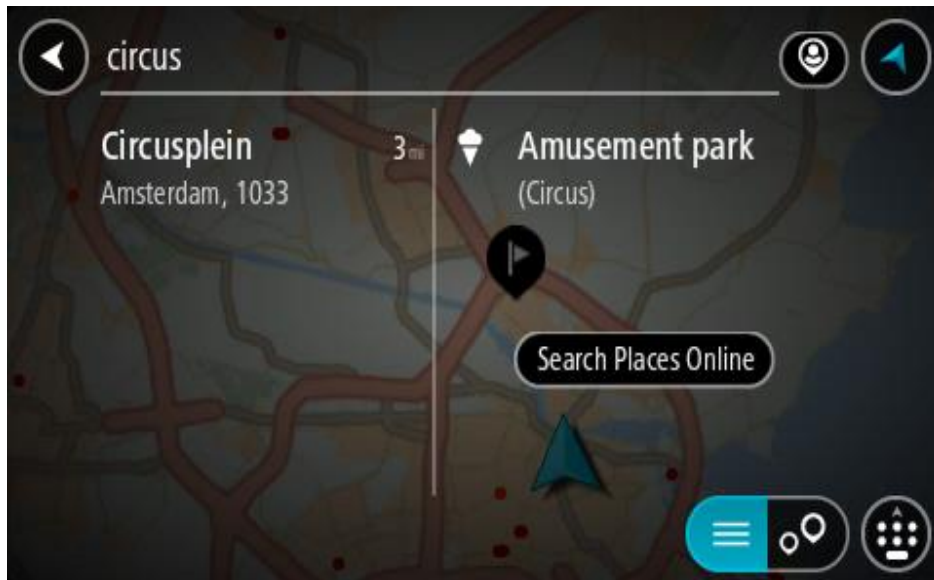 circus
Circusplein 3 mi
Amsterdam, 1033
Amusement park
(Circus)
Search Places Online